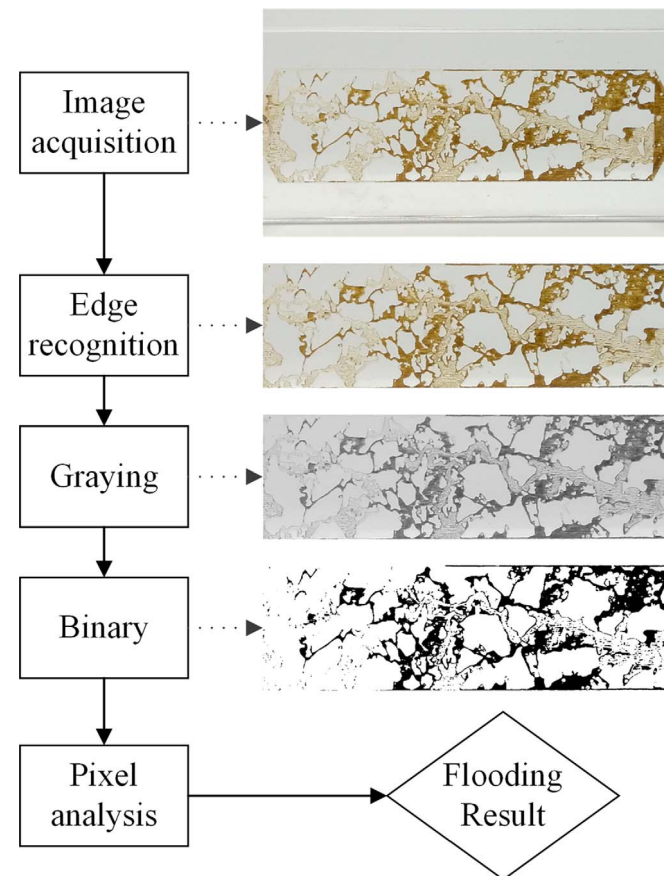 Image
acquisition
Edge
recognition
Graying
Binary
Pixel
analysis
Flooding
Result